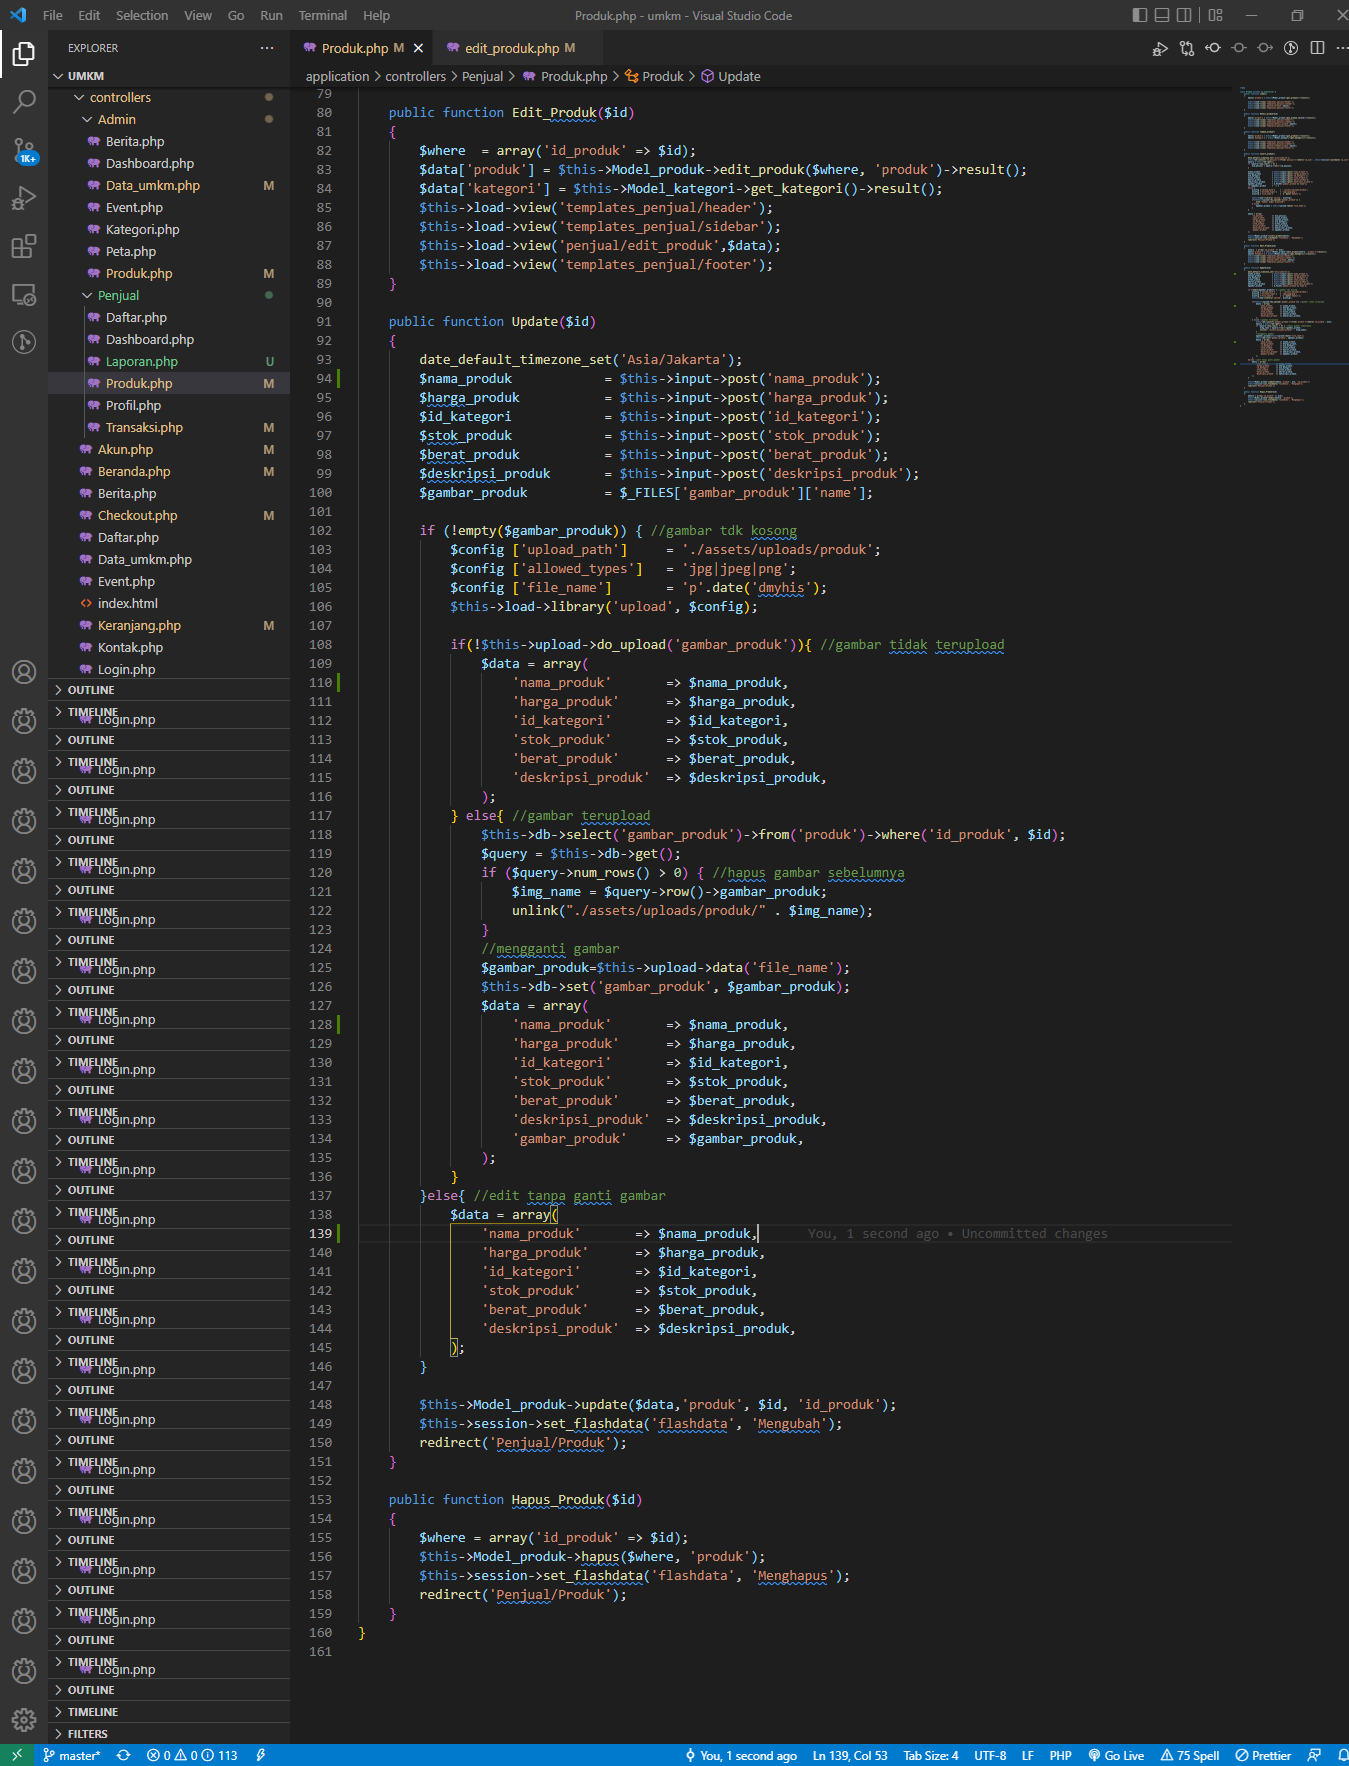 File Edit Selection View Go Run Terminal Help
Produk.php - umkm - Visual Studio Code
EXPLORER
UMKM
controllers
Admin
Berita.php
Dashboard.php
Data_umkm.php M
Event.php
Kategori.php
Peta.php
Produk.php M
Penjual
Daftar.php
Dashboard.php
Laporan.php U
Produk.php M
Profil.php
Transaksi.php M
Akun.php M
Beranda.php M
Berita.php
Checkout.php M
Daftar.php
Data_umkm.php
Event.php
index.html
Keranjang.php M
Kontak.php
Login.php
OUTLINE
TIMELINE
Login.php
OUTLINE
TIMELINE
Login.php
OUTLINE
TIMELINE
Login.php
OUTLINE
TIMELINE
Login.php
OUTLINE
TIMELINE
Login.php
OUTLINE
TIMELINE
Login.php
OUTLINE
TIMELINE
Login.php
OUTLINE
TIMELINE
Login.php
OUTLINE
TIMELINE
Login.php
OUTLINE
TIMELINE
Login.php
OUTLINE
TIMELINE
Login.php
OUTLINE
TIMELINE
Login.php
OUTLINE
TIMELINE
Login.php
OUTLINE
TIMELINE
Login.php
OUTLINE
TIMELINE
Login.php
OUTLINE
TIMELINE
Login.php
OUTLINE
TIMELINE
Login.php
OUTLINE
TIMELINE
Login.php
OUTLINE
TIMELINE
Login.php
OUTLINE
TIMELINE
Login.php
OUTLINE
TIMELINE
FILTERS
1K+
Produk.php M
edit_produk.php M
application > controllers > Penjual > Produk.php > Produk > Update
79
80 public function Edit_Produk($id)
81 {
82 $where = array('id_produk' => $id);
83 $data['produk'] = $this->Model_produk->edit_produk($where, 'produk')->result();
84 $data['kategori'] = $this->Model_kategori->get_kategori()->result();
85 $this->load->view('templates_penjual/header');
86 $this->load->view('templates_penjual/sidebar');
87 $this->load->view('penjual/edit_produk',$data);
88 $this->load->view('templates_penjual/footer');
89 }
90
91 public function Update($id)
92 {
93 date_default_timezone_set('Asia/Jakarta');
94 $nama_produk = $this->input->post('nama_produk');
95 $harga_produk = $this->input->post('harga_produk');
96 $id_kategori = $this->input->post('id_kategori');
97 $stok_produk = $this->input->post('stok_produk');
98 $berat_produk = $this->input->post('berat_produk');
99 $deskripsi_produk = $this->input->post('deskripsi_produk');
100 $gambar_produk = $_FILES['gambar_produk']['name'];
101
102 if (!empty($gambar_produk)) { //gambar tdk kosong
103 $config ['upload_path'] = './assets/uploads/produk';
104 $config ['allowed_types'] = 'jpg|jpeg|png';
105 $config ['file_name'] = 'p'.date('dmyhis');
106 $this->load->library('upload', $config);
107
108 if(!$this->upload->do_upload('gambar_produk')){ //gambar tidak terupload
109 $data = array(
110 'nama_produk' => $nama_produk,
111 'harga_produk' => $harga_produk,
112 'id_kategori' => $id_kategori,
113 'stok_produk' => $stok_produk,
114 'berat_produk' => $berat_produk,
115 'deskripsi_produk' => $deskripsi_produk,
116 );
117 } else{ //gambar terupload
118 $this->db->select('gambar_produk')->from('produk')->where('id_produk', $id);
119 $query = $this->db->get();
120 if ($query->num_rows() > 0) { //hapus gambar sebelumnya
121 $img_name = $query->row()->gambar_produk;
122 unlink("./assets/uploads/produk/" . $img_name);
123 }
124 //mengganti gambar
125 $gambar_produk=$this->upload->data('file_name');
126 $this->db->set('gambar_produk', $gambar_produk);
127 $data = array(
128 'nama_produk' => $nama_produk,
129 'harga_produk' => $harga_produk,
130 'id_kategori' => $id_kategori,
131 'stok_produk' => $stok_produk,
132 'berat_produk' => $berat_produk,
133 'deskripsi_produk' => $deskripsi_produk,
134 'gambar_produk' => $gambar_produk,
135 );
136 }
137 }else{ //edit tanpa ganti gambar
138 $data = array(
139 'nama_produk' => $nama_produk, You, 1 second ago • Uncommitted changes
140 'harga_produk' => $harga_produk,
141 'id_kategori' => $id_kategori,
142 'stok_produk' => $stok_produk,
143 'berat_produk' => $berat_produk,
144 'deskripsi_produk' => $deskripsi_produk,
145 );
146 }
147
148 $this->Model_produk->update($data,'produk', $id, 'id_produk');
149 $this->session->set_flashdata('flashdata', 'Mengubah');
150 redirect('Penjual/Produk');
151 }
152
153 public function Hapus_Produk($id)
154 {
155 $where = array('id_produk' => $id);
156 $this->Model_produk->hapus($where, 'produk');
157 $this->session->set_flashdata('flashdata', 'Menghapus');
158 redirect('Penjual/Produk');
159 }
160 }
161
master* 0 0 113 You, 1 second ago Ln 139, Col 53 Tab Size: 4 UTF-8 LF PHP Go Live 75 Spell Prettier